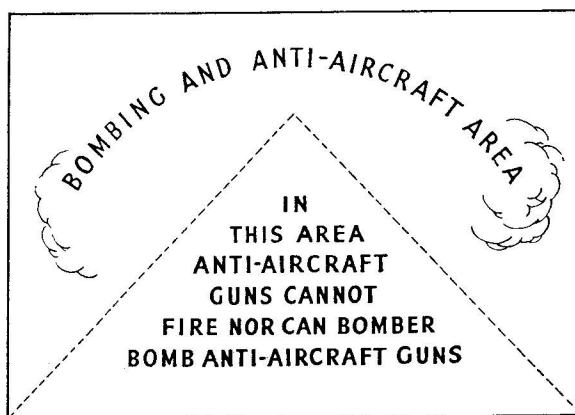 BOMBING AND ANTI-AIRCRAFT AREA
IN
THIS AREA
ANTI-AIRCRAFT
GUNS CANNOT
FIRE NOR CAN BOMBER
BOMB ANTI-AIRCRAFT GUNS